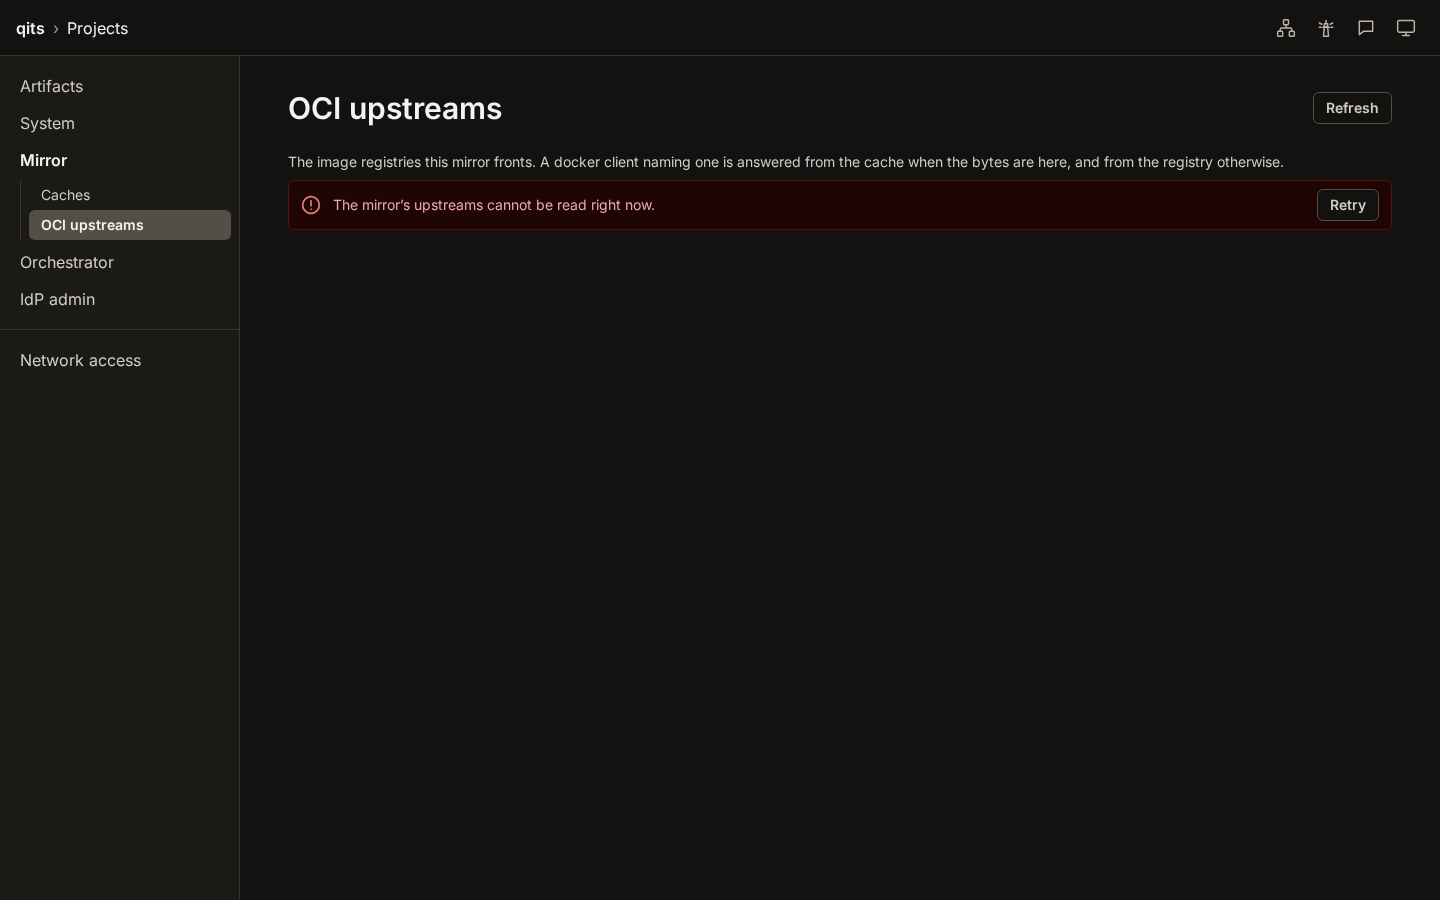 qits › Projects
Artifacts
System
Mirror
Caches
OCI upstreams
Orchestrator
IdP admin
Network access
OCI upstreams
Refresh
The image registries this mirror fronts. A docker client naming one is answered from the cache when the bytes are here, and from the registry otherwise.
The mirror’s upstreams cannot be read right now.
Retry